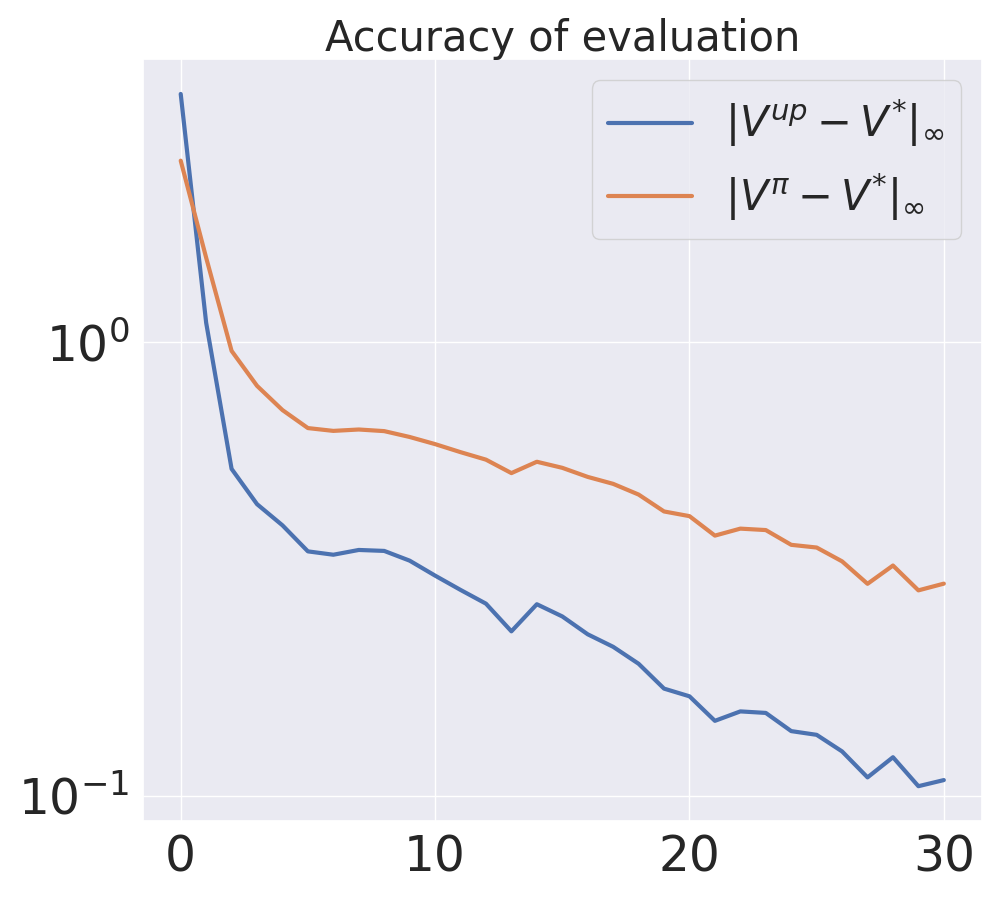 Accuracy of evaluation
|V^{up} − V^*|_∞
|V^π − V^*|_∞
10^0
10^{−1}
0 10 20 30